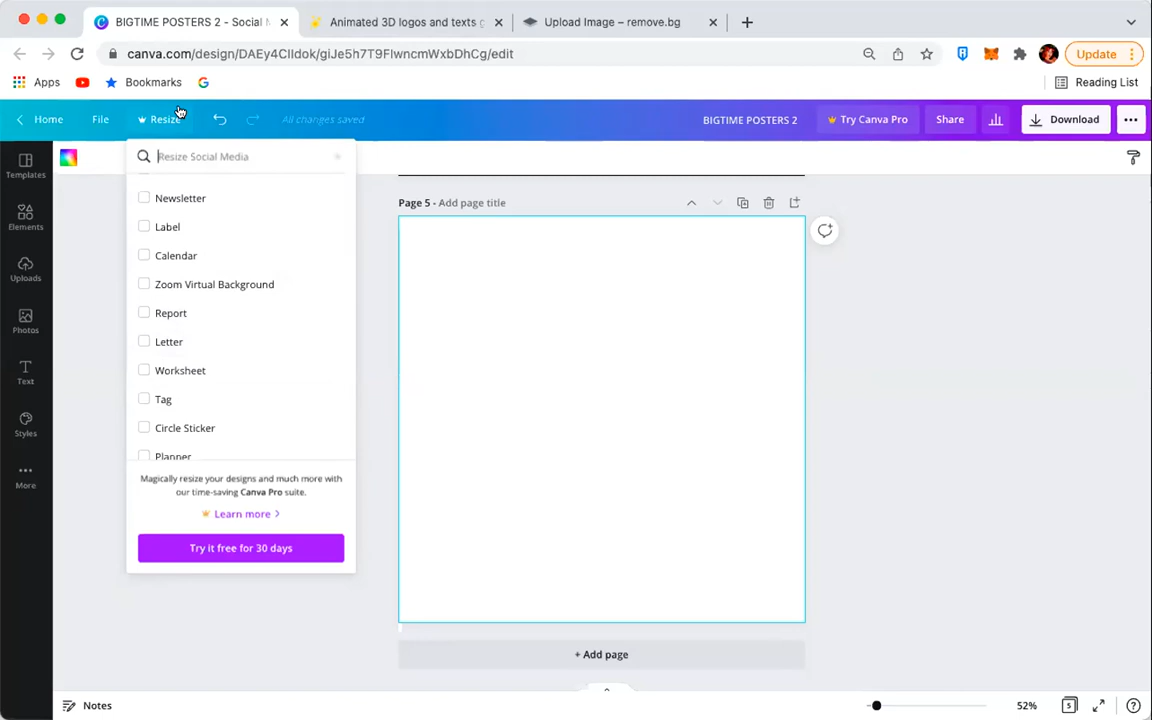 BIGTIME POSTERS 2 - Social M
Animated 3D logos and texts g
Upload Image – remove.bg
canva.com/design/DAEy4CIIdok/giJe5h7T9FIwncmWxbDhCg/edit
Update
Apps
Bookmarks
Reading List
Home
File
Resize
All changes saved
BIGTIME POSTERS 2
Try Canva Pro
Share
Download
Templates
Elements
Uploads
Photos
Text
Styles
More
Resize Social Media
Newsletter
Label
Calendar
Zoom Virtual Background
Report
Letter
Worksheet
Tag
Circle Sticker
Planner
Magically resize your designs and much more with
our time-saving Canva Pro suite.
Learn more
Try it free for 30 days
Page 5 - Add page title
+ Add page
Notes
52%
5